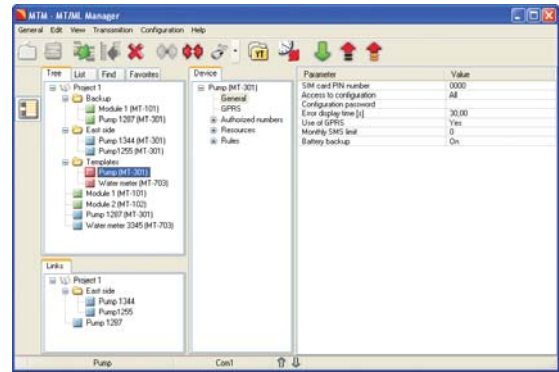 MTM - MT/ML Manager
General Edit View Transmition Configuration Help
YT
Tree List Find Favorites
Project 1
Backup
Module 1 (MT-101)
Pump 1287 (MT-301)
East side
Pump 1344 (MT-301)
Pump1255 (MT-301)
Templates
Pump (MT-301)
Water meter (MT-703)
Module 1 (MT-101)
Module 2 (MT-102)
Pump 1287 (MT-301)
Water meter 3345 (MT-703)
Links
Project 1
East side
Pump 1344
Pump1255
Pump 1287
Device
Pump (MT-301)
General
GPRS
Authorized numbers
Resources
Rules
Parameter Value
SIM card PIN number 0000
Access to configuration All
Configuration password
Error display time [s] 30,00
Use of GPRS Yes
Monthly SMS limit 0
Battery backup On
Pump Com1